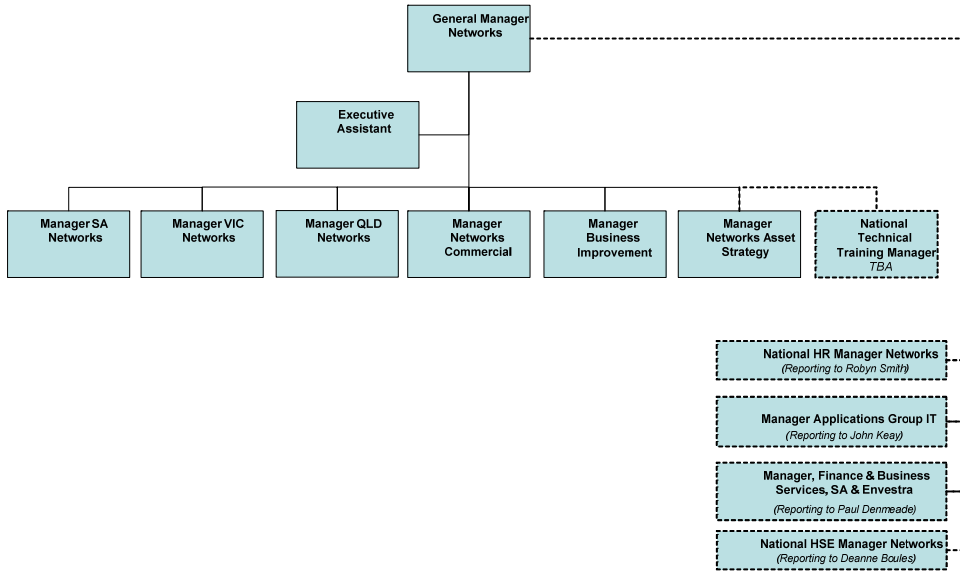 General Manager
Networks
Executive
Assistant
Manager SA
Networks
Manager VIC
Networks
Manager QLD
Networks
Manager
Networks
Commercial
Manager
Business
Improvement
Manager
Networks Asset
Strategy
National
Technical
Training Manager
TBA
National HR Manager Networks
(Reporting to Robyn Smith)
Manager Applications Group IT
(Reporting to John Keay)
Manager, Finance & Business
Services, SA & Envestra
(Reporting to Paul Denmeade)
National HSE Manager Networks
(Reporting to Deanne Boules)